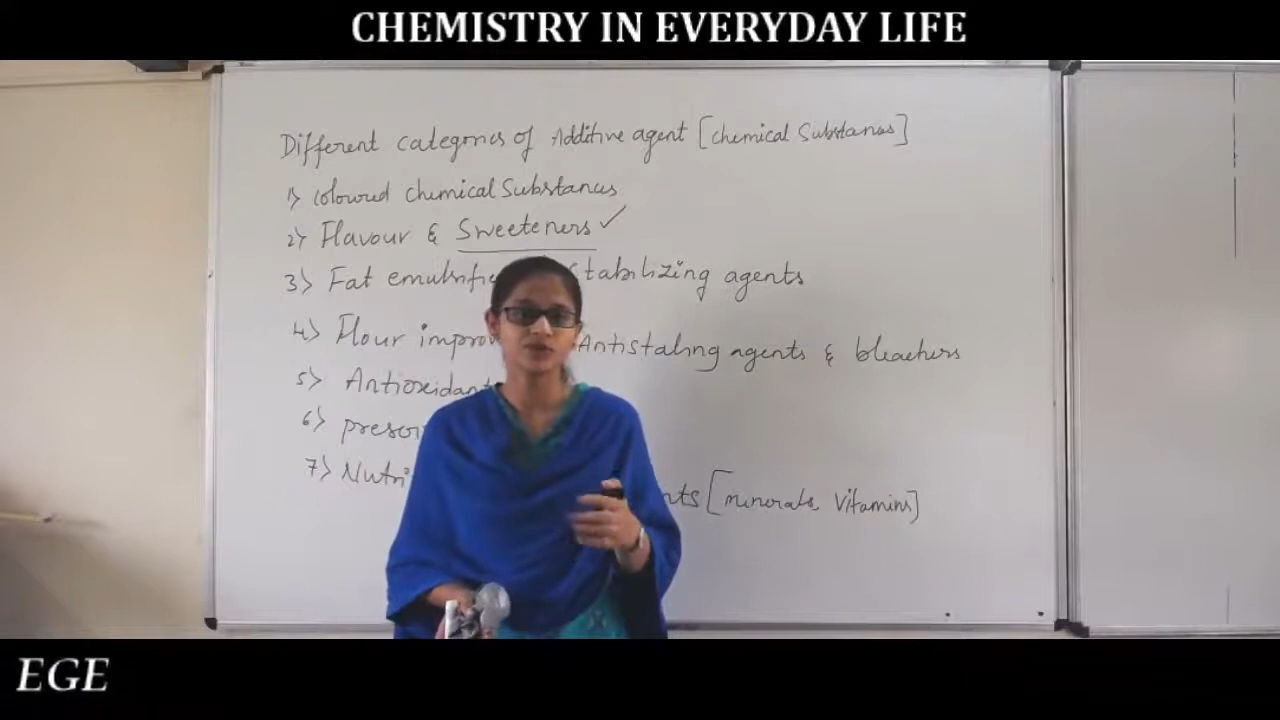 CHEMISTRY IN EVERYDAY LIFE
Different categories of Additive agent [chemical Substances]
1) Coloured Chemical Substances
2) Flavour & Sweeteners ✓
3) Fat emulsifie Stabilizing agents
4) Flour improv Antistaling agents & bleachers
5) Antioxidant
6) preser
7) Nutri nts [minerals, Vitamins]
EGE